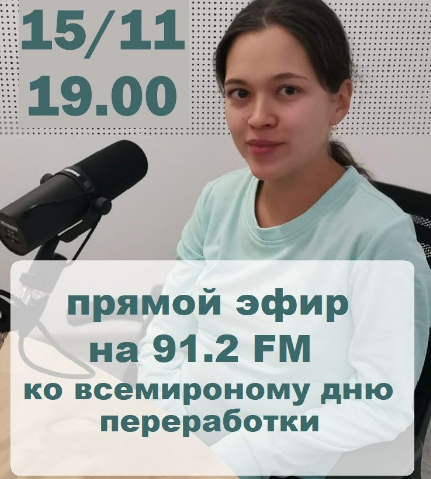 15/11
19.00
прямой эфир
на 91.2 FM
ко всемироному дню
переработки